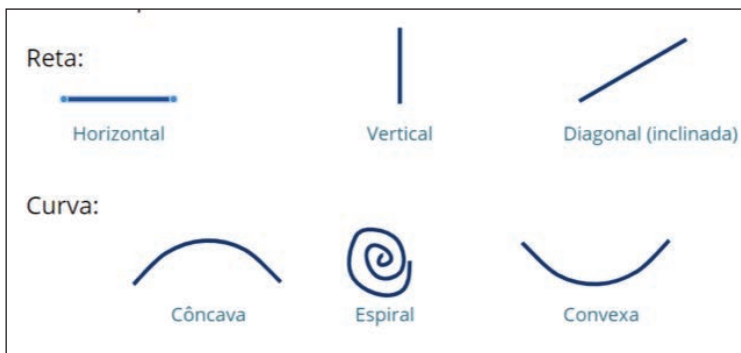 Reta:
Horizontal Vertical Diagonal (inclinada)
Curva:
Côncava Espiral Convexa